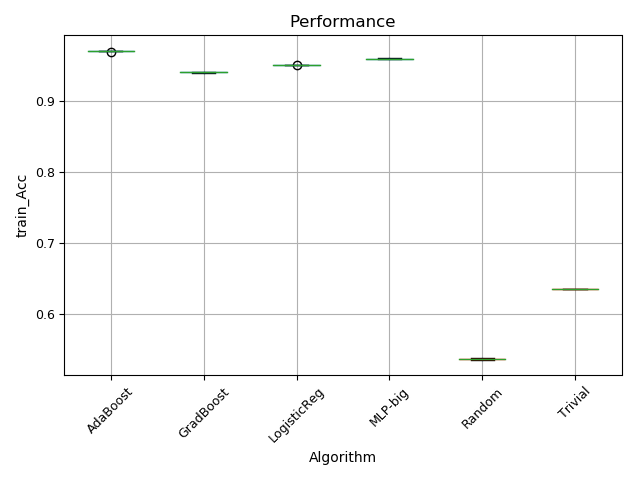 Performance
train_Acc
0.9
0.8
0.7
0.6
AdaBoost
GradBoost
LogisticReg
MLP-big
Random
Trivial
Algorithm